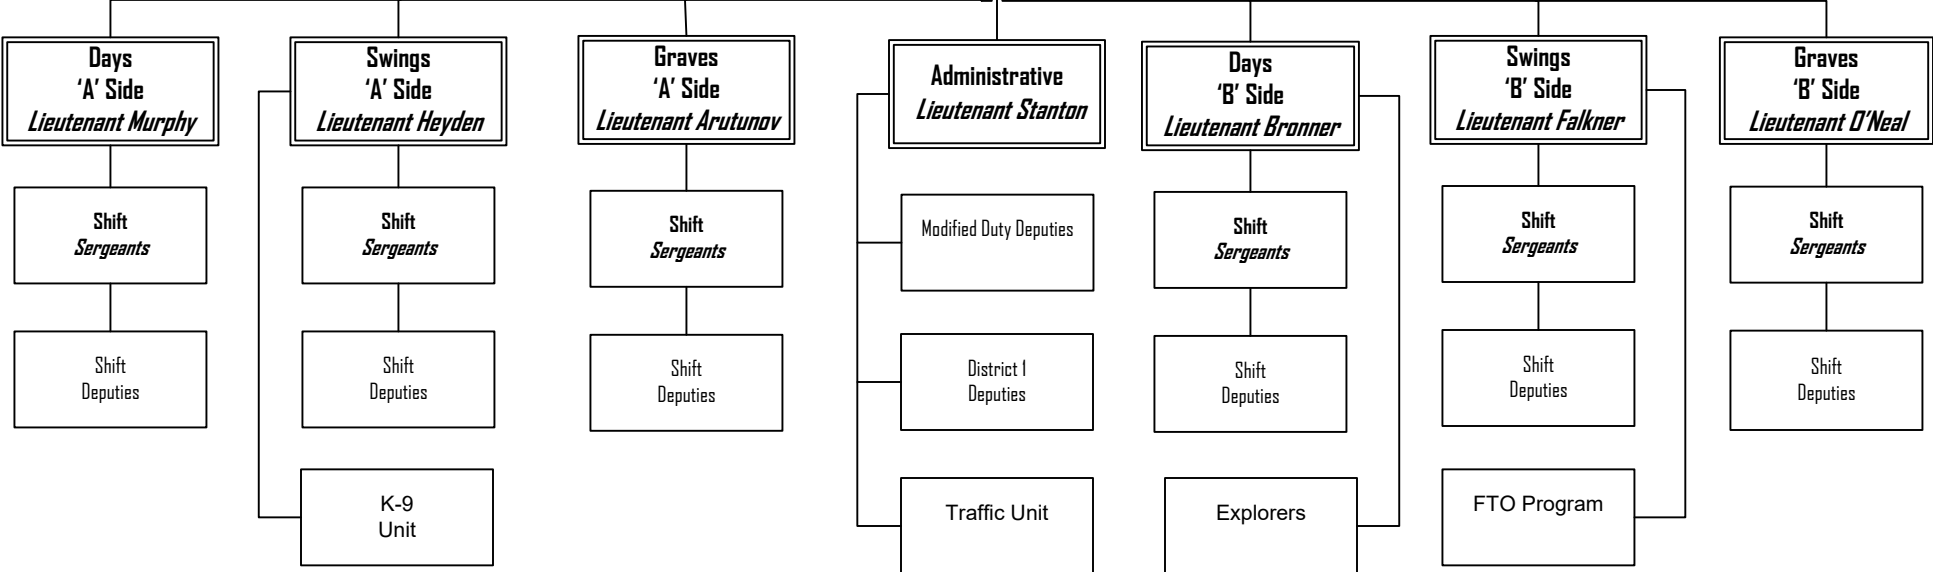 Days
‘A’ Side
Lieutenant Murphy
Swings
‘A’ Side
Lieutenant Heyden
Graves
‘A’ Side
Lieutenant Arutunov
Administrative
Lieutenant Stanton
Days
‘B’ Side
Lieutenant Bronner
Swings
‘B’ Side
Lieutenant Falkner
Graves
‘B’ Side
Lieutenant O’Neal
Shift
Sergeants
Shift
Sergeants
Shift
Sergeants
Modified Duty Deputies
Shift
Sergeants
Shift
Sergeants
Shift
Sergeants
Shift
Deputies
Shift
Deputies
Shift
Deputies
District 1
Deputies
Shift
Deputies
Shift
Deputies
Shift
Deputies
K-9
Unit
Traffic Unit
Explorers
FTO Program